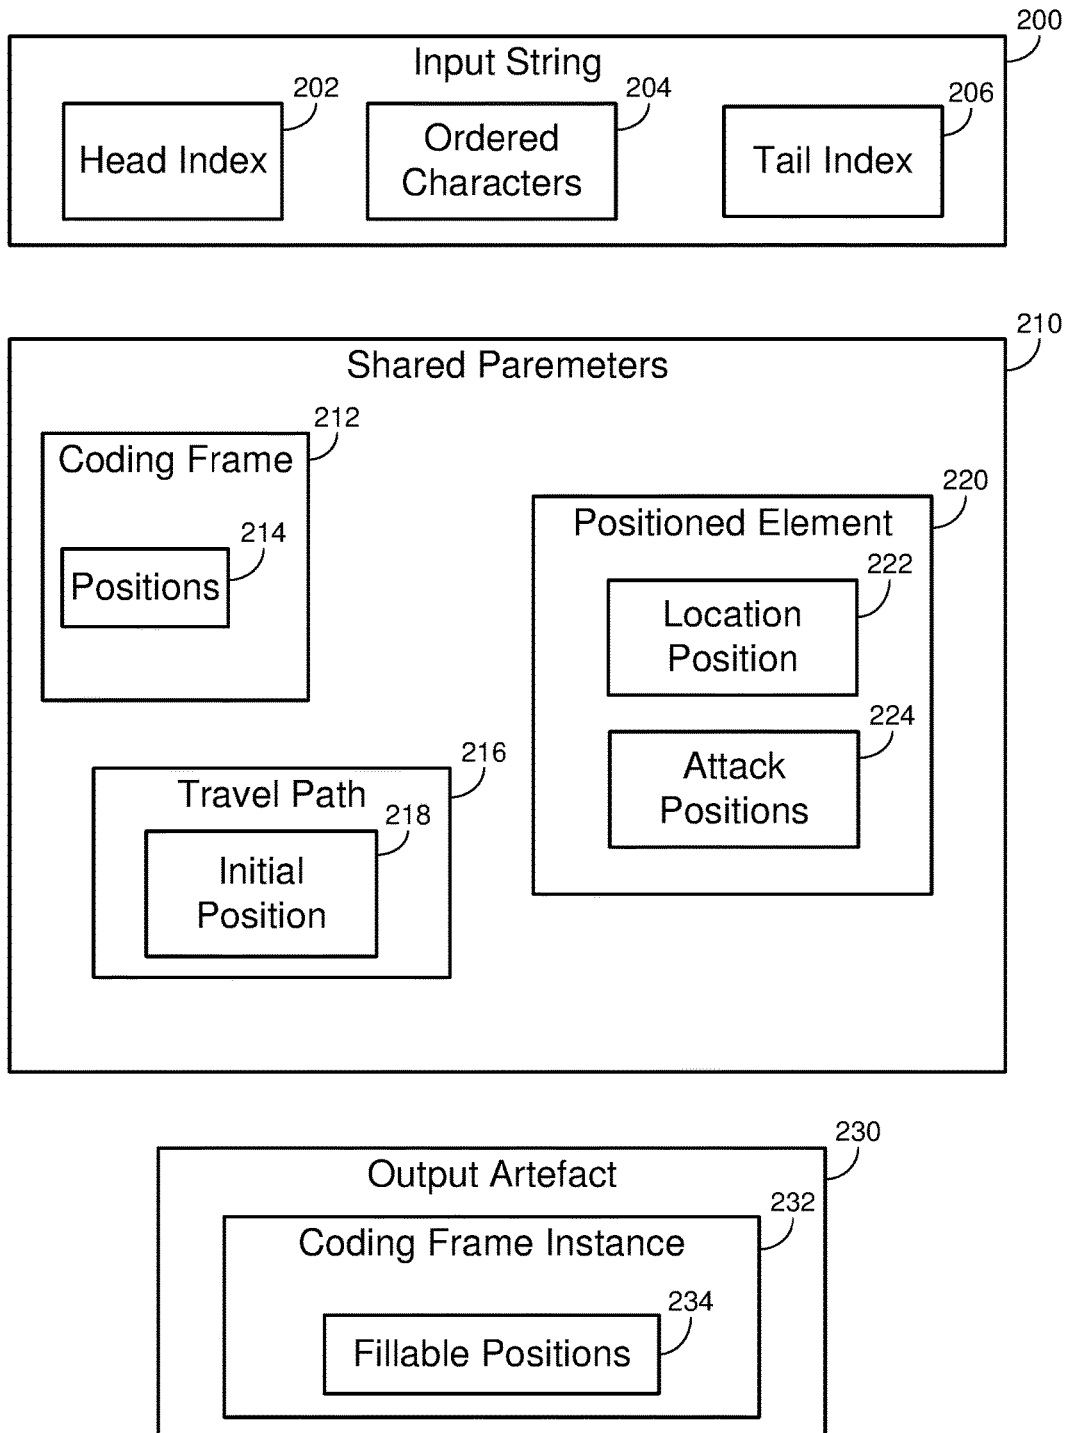 200
Input String
202
204
206
Head Index
Ordered
Characters
Tail Index
210
Shared Paremeters
212
Coding Frame
214
Positions
220
Positioned Element
222
Location
Position
224
Attack
Positions
216
Travel Path
218
Initial
Position
230
Output Artefact
232
Coding Frame Instance
234
Fillable Positions